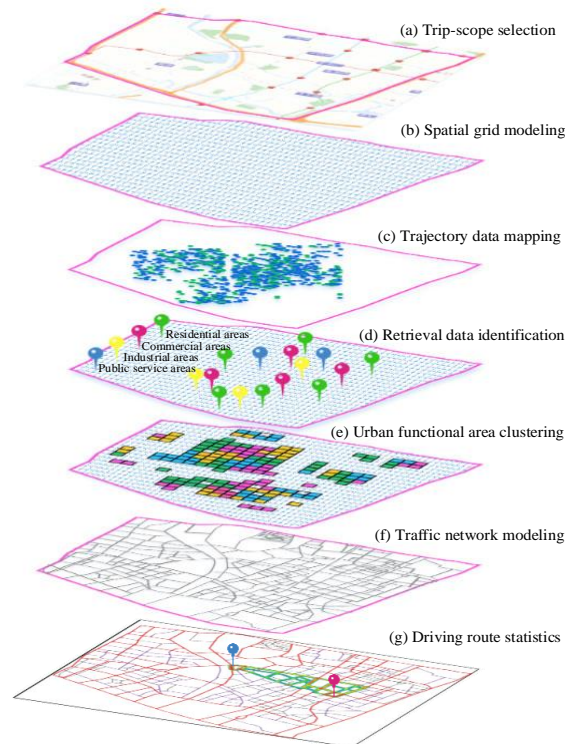 (a) Trip-scope selection
(b) Spatial grid modeling
(c) Trajectory data mapping
(d) Retrieval data identification
Residential areas
Commercial areas
Industrial areas
Public service areas
(e) Urban functional area clustering
(f) Traffic network modeling
(g) Driving route statistics